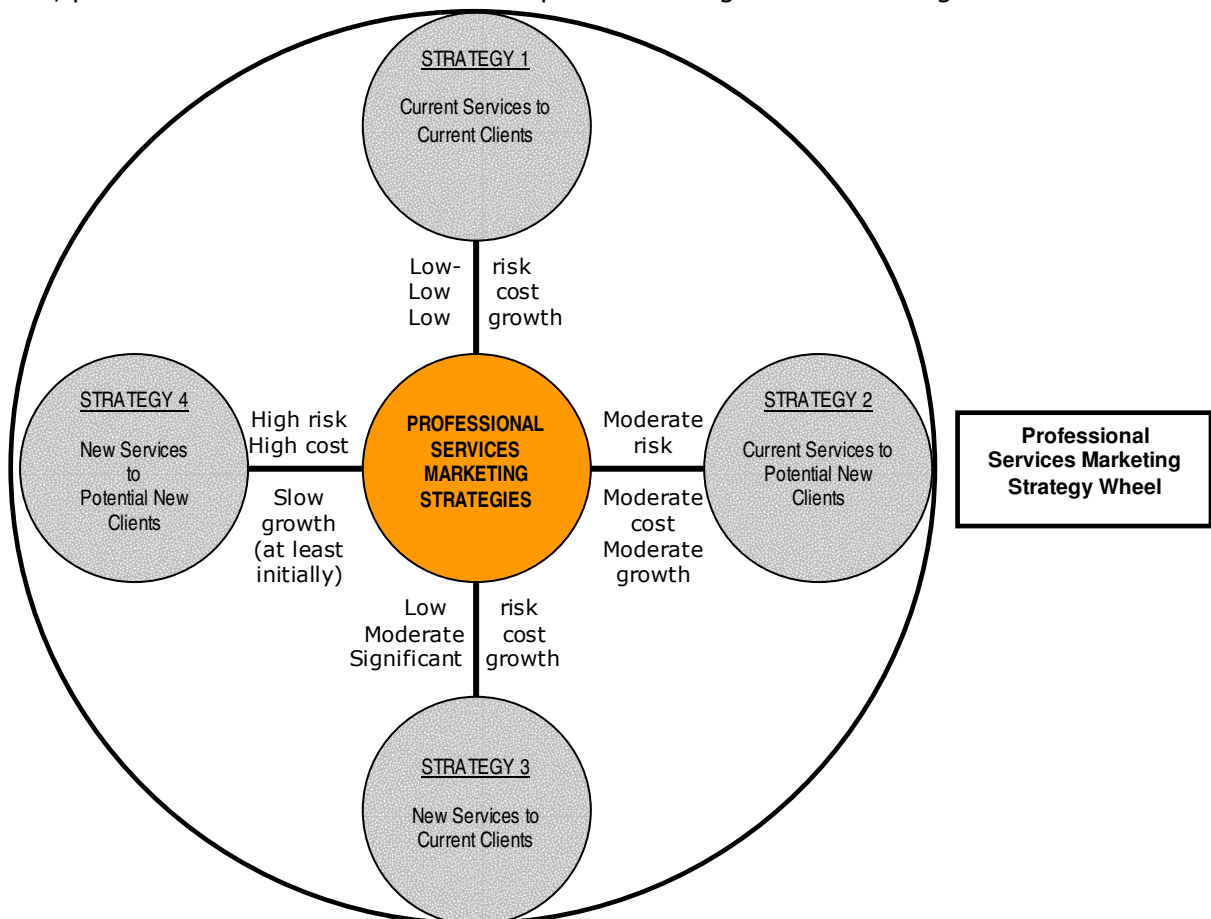 STRATEGY 1
Current Services to
Current Clients
Low- risk
Low cost
Low growth
STRATEGY 4
New Services
to
Potential New
Clients
High risk
High cost
Slow
growth
(at least
initially)
PROFESSIONAL
SERVICES
MARKETING
STRATEGIES
Moderate
risk
Moderate
cost
Moderate
growth
STRATEGY 2
Current Services to
Potential New
Clients
Professional
Services Marketing
Strategy Wheel
Low risk
Moderate cost
Significant growth
STRATEGY 3
New Services to
Current Clients